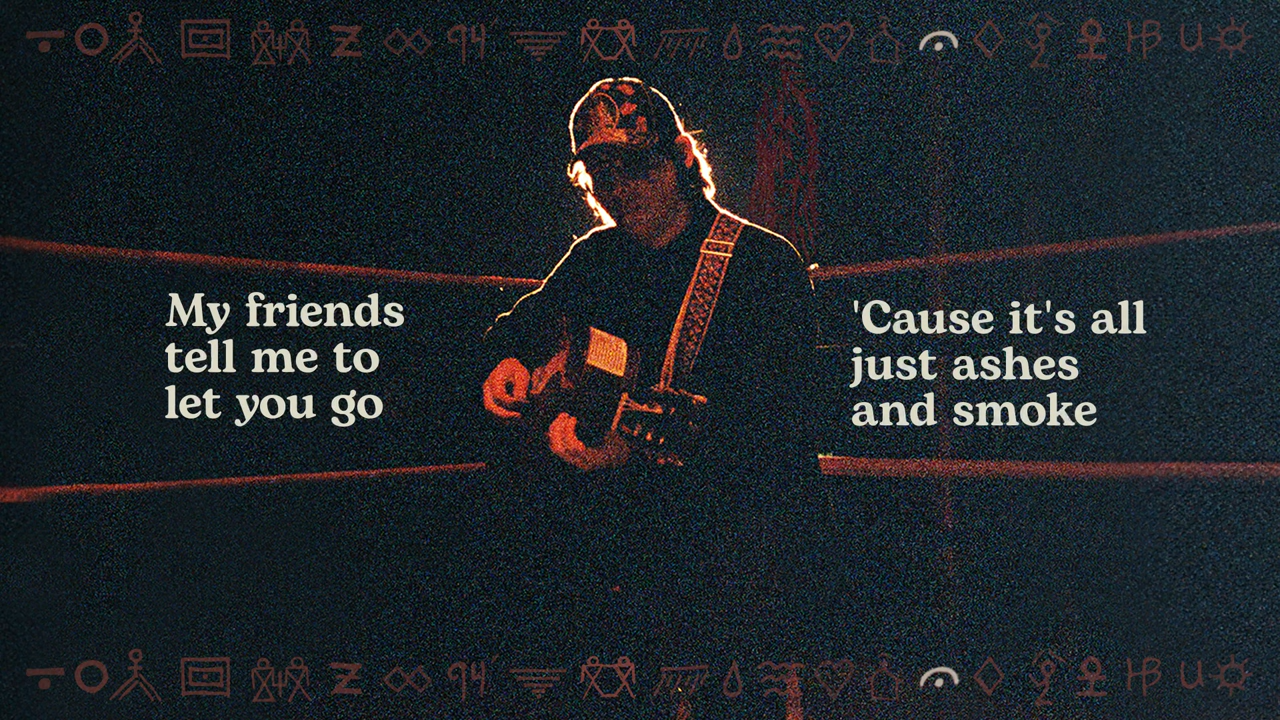 My friends
tell me to
let you go
'Cause it's all
just ashes
and smoke